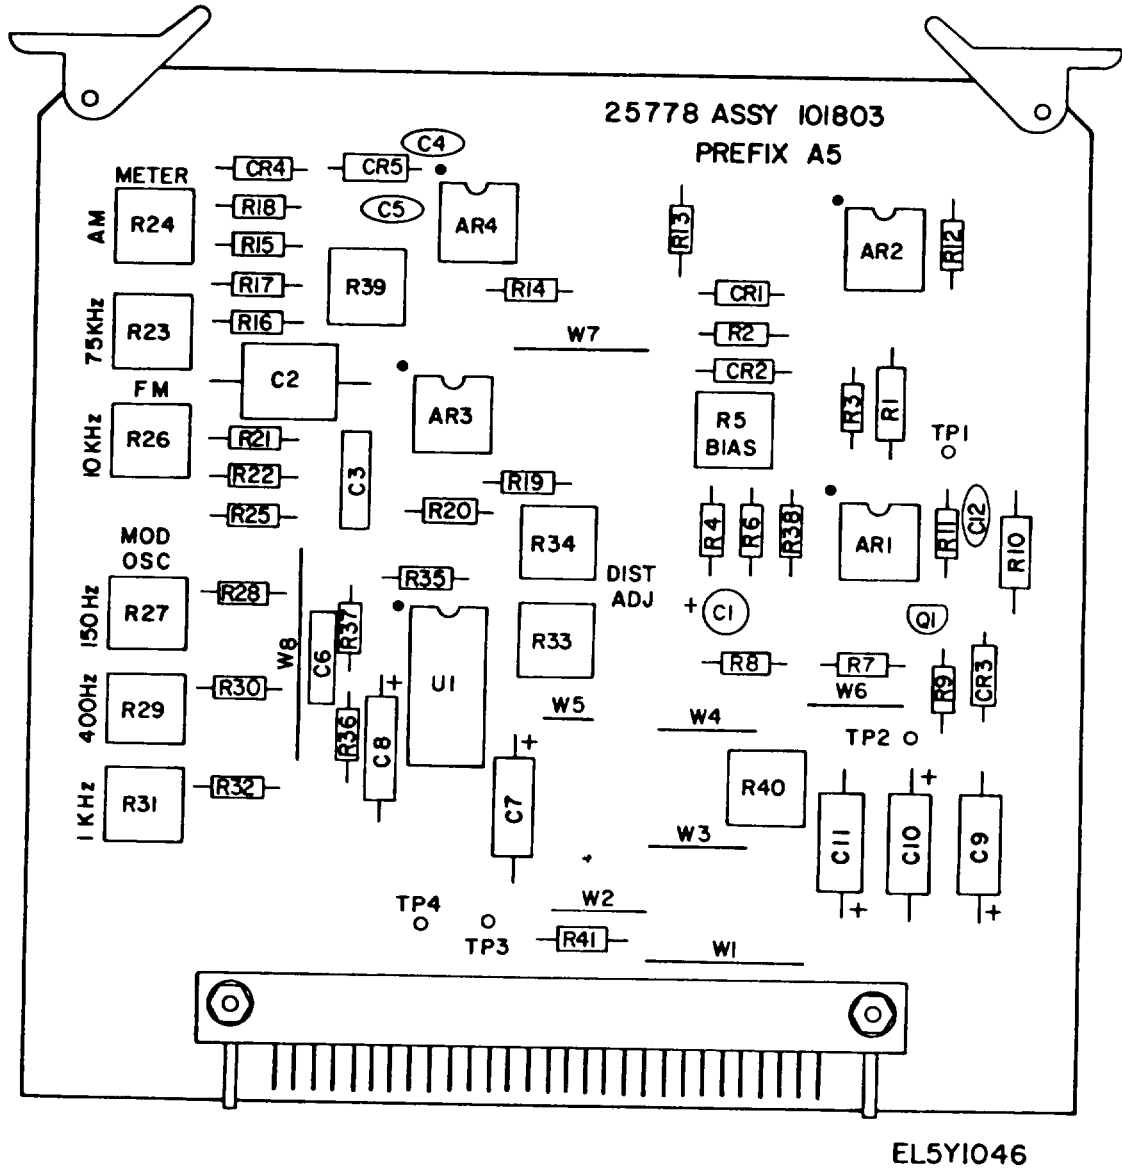 25778 ASSY 101803
PREFIX A5
C4
CR4
CR5
METER
R18
C5
AR4
R24
AM
R15
R13
AR2
R12
R17
R39
R14
CR1
R16
R23
75KHz
W7
R2
C2
CR2
FM
AR3
R5
BIAS
R3
R1
R26
10KHz
R21
TP1
R22
C3
R19
R25
R20
R4
R6
R38
AR1
R11
C12
R10
MOD
OSC
R34
R35
DIST
ADJ
R28
R27
150Hz
R37
+
C1
Q1
R33
W8
C6
U1
R8
R7
R9
CR3
R30
+
W6
R29
400Hz
W5
W4
R36
C8
+
TP2
R32
R31
1KHz
C7
R40
+
C11
C10
C9
W3
+
TP4
W2
+
+
TP3
R41
W1
EL5Y1046